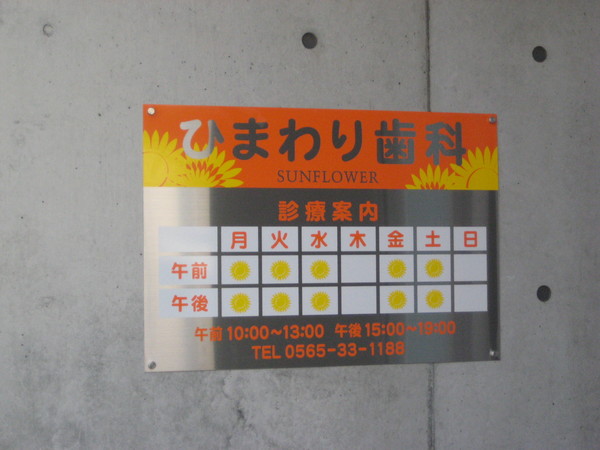 ひまわり歯科
SUNFLOWER
診療案内
月 火 水 木 金 土 日
午前
午後
午前10:00～13:00 午後15:00～19:00
TEL 0565-33-1188